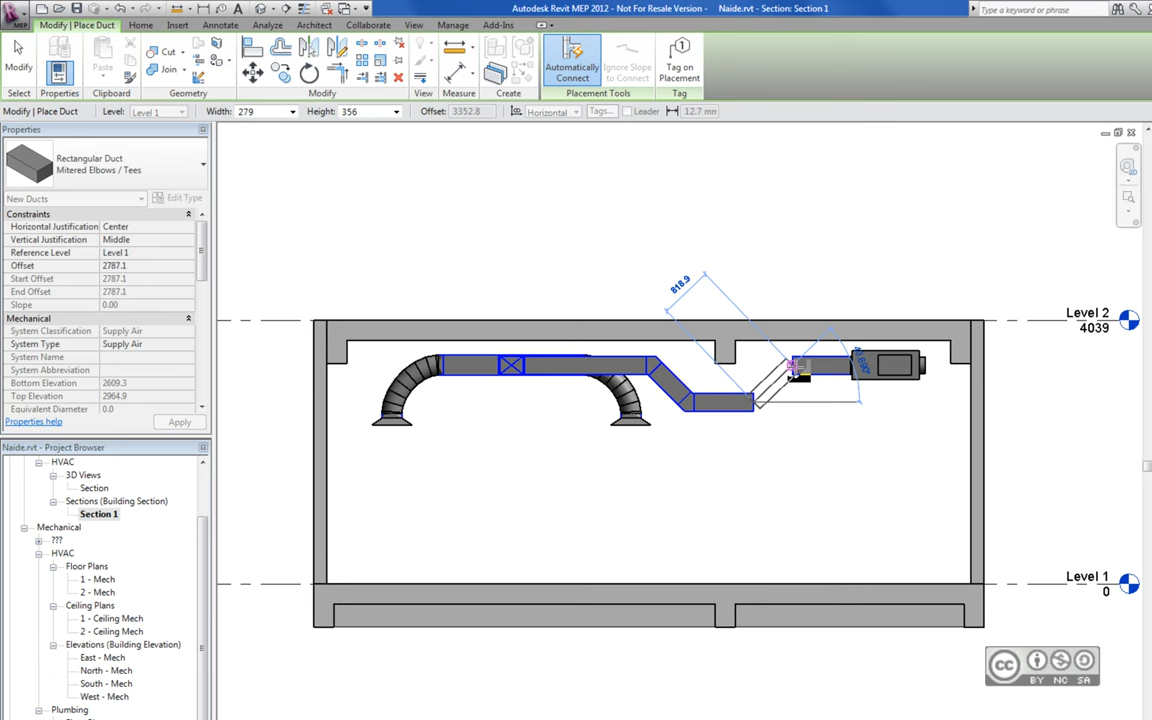 Autodesk Revit MEP 2012 - Not For Resale Version - Naide.rvt - Section: Section 1
Type a keyword or phrase
MEP
Modify | Place Duct
Home
Insert
Annotate
Analyze
Architect
Collaborate
View
Manage
Add-Ins
Modify
Paste
Cut
Join
Automatically
Connect
Ignore Slope
to Connect
Tag on
Placement
Select
Properties
Clipboard
Geometry
Modify
View
Measure
Create
Placement Tools
Tag
Modify | Place Duct
Level:
Level 1
Width:
279
Height:
356
Offset:
3352.8
Horizontal
Tags...
Leader
12.7 mm
Properties
Rectangular Duct
Mitered Elbows / Tees
New Ducts
Edit Type
Constraints
Horizontal Justification Center
Vertical Justification Middle
Reference Level Level 1
Offset 2787.1
Start Offset 2787.1
End Offset 2787.1
Slope 0.00
Mechanical
System Classification Supply Air
System Type Supply Air
System Name
System Abbreviation
Bottom Elevation 2609.3
Top Elevation 2964.9
Equivalent Diameter 0.0
Properties help
Apply
Naide.rvt - Project Browser
HVAC
3D Views
Section
Sections (Building Section)
Section 1
Mechanical
???
HVAC
Floor Plans
1 - Mech
2 - Mech
Ceiling Plans
1 - Ceiling Mech
2 - Ceiling Mech
Elevations (Building Elevation)
East - Mech
North - Mech
South - Mech
West - Mech
Plumbing
818.9
Level 2
4039
Level 1
0
cc
BY NC SA